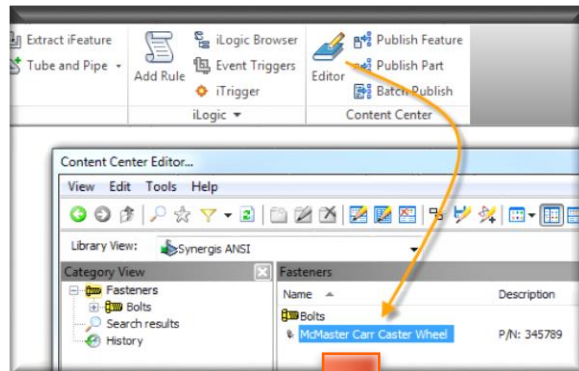 Extract iFeature
Tube and Pipe
Add Rule
iLogic Browser
Event Triggers
iTrigger
iLogic
Editor
Publish Feature
Publish Part
Batch Publish
Content Center
Content Center Editor...
View Edit Tools Help
Library View: Synergis ANSI
Category View
Fasteners
Bolts
Search results
History
Fasteners
Name Description
Bolts
McMaster Carr Caster Wheel P/N: 345789